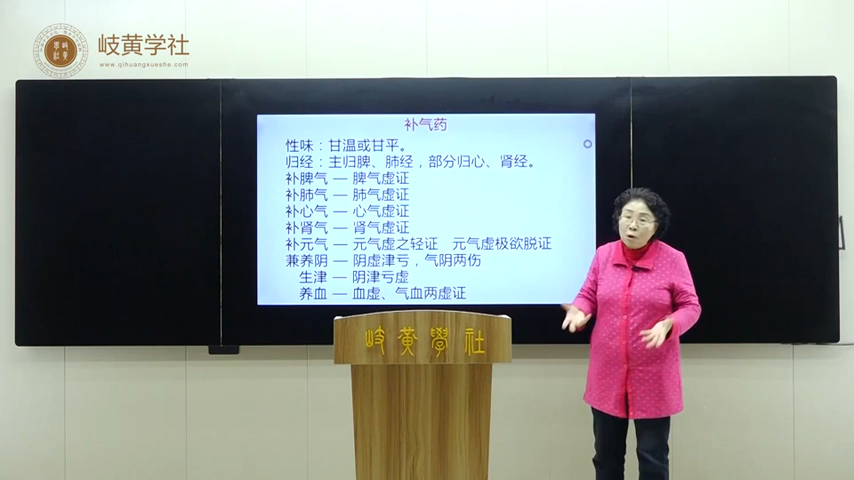 岐黄学社
www.qihuangxueshe.com
补气药
性味：甘温或甘平。
归经：主归脾、肺经，部分归心、肾经。
补脾气 — 脾气虚证
补肺气 — 肺气虚证
补心气 — 心气虚证
补肾气 — 肾气虚证
补元气 — 元气虚之轻证　元气虚极欲脱证
兼养阴 — 阴虚津亏，气阴两伤
生津 — 阴津亏虚
养血 — 血虚、气血两虚证
岐黄學社